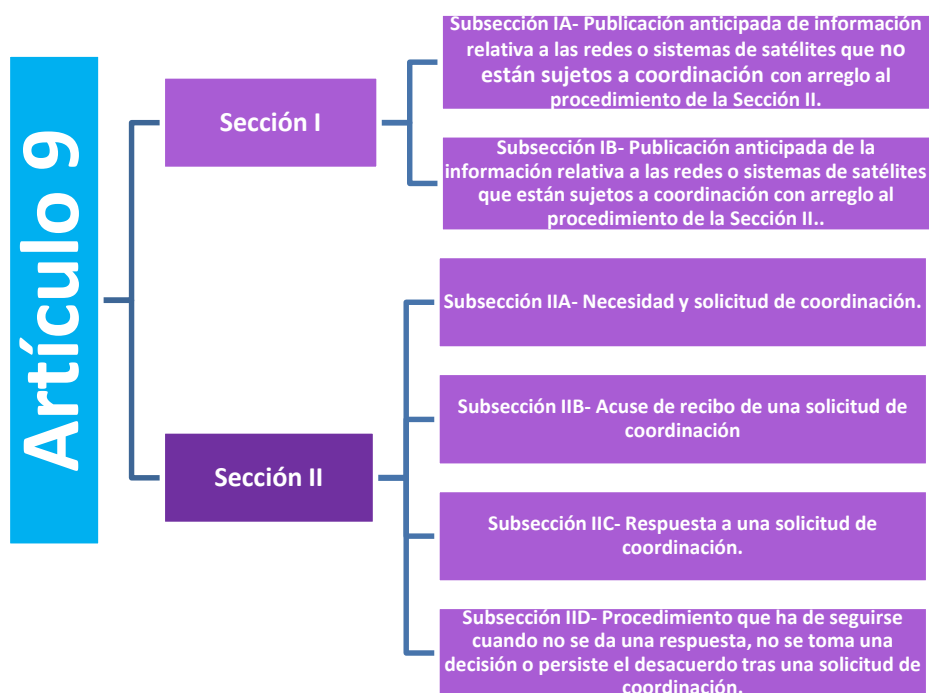 Artículo 9
Sección I
Subsección IA- Publicación anticipada de información
relativa a las redes o sistemas de satélites que no
están sujetos a coordinación con arreglo al
procedimiento de la Sección II.
Subsección IB- Publicación anticipada de la
información relativa a las redes o sistemas de satélites
que están sujetos a coordinación con arreglo al
procedimiento de la Sección II..
Sección II
Subsección IIA- Necesidad y solicitud de coordinación.
Subsección IIB- Acuse de recibo de una solicitud de
coordinación
Subsección IIC- Respuesta a una solicitud de
coordinación.
Subsección IID- Procedimiento que ha de seguirse
cuando no se da una respuesta, no se toma una
decisión o persiste el desacuerdo tras una solicitud de
coordinación.